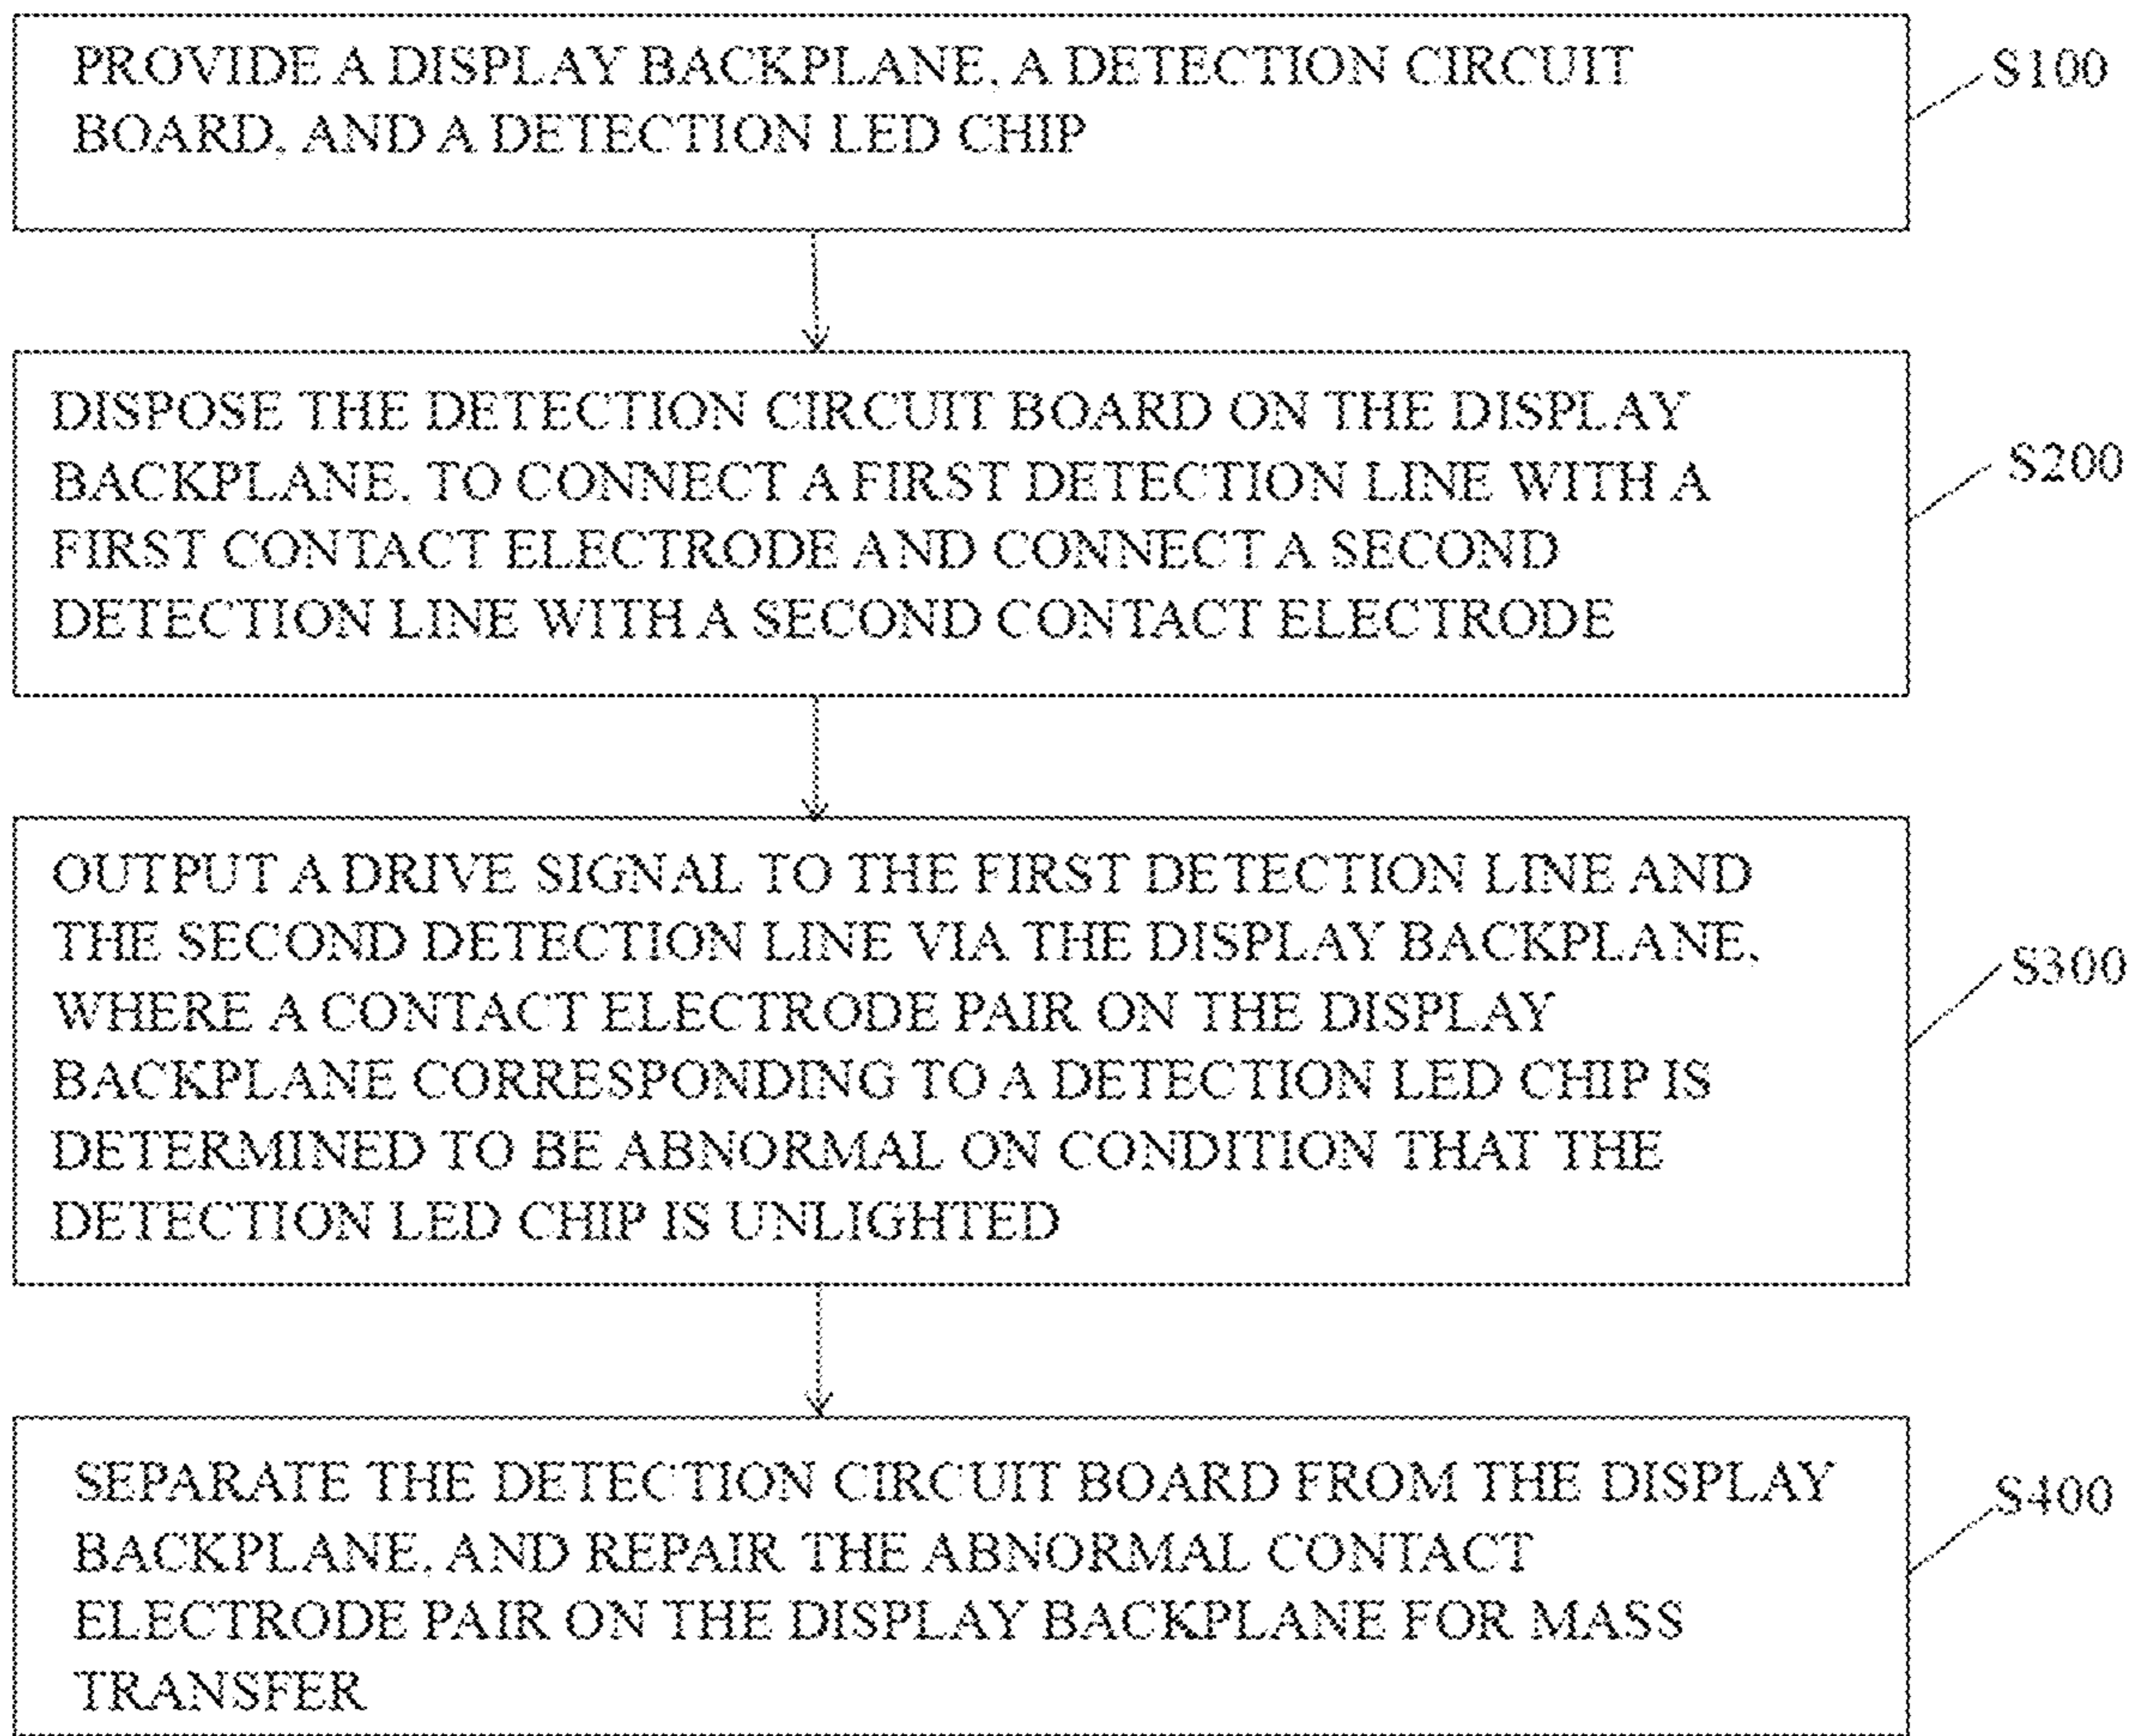 PROVIDE A DISPLAY BACKPLANE, A DETECTION CIRCUIT
BOARD, AND A DETECTION LED CHIP
S100
DISPOSE THE DETECTION CIRCUIT BOARD ON THE DISPLAY
BACKPLANE, TO CONNECT A FIRST DETECTION LINE WITH A
FIRST CONTACT ELECTRODE AND CONNECT A SECOND
DETECTION LINE WITH A SECOND CONTACT ELECTRODE
S200
OUTPUT A DRIVE SIGNAL TO THE FIRST DETECTION LINE AND
THE SECOND DETECTION LINE VIA THE DISPLAY BACKPLANE,
WHERE A CONTACT ELECTRODE PAIR ON THE DISPLAY
BACKPLANE CORRESPONDING TO A DETECTION LED CHIP IS
DETERMINED TO BE ABNORMAL ON CONDITION THAT THE
DETECTION LED CHIP IS UNLIGHTED
S300
SEPARATE THE DETECTION CIRCUIT BOARD FROM THE DISPLAY
BACKPLANE, AND REPAIR THE ABNORMAL CONTACT
ELECTRODE PAIR ON THE DISPLAY BACKPLANE FOR MASS
TRANSFER
S400